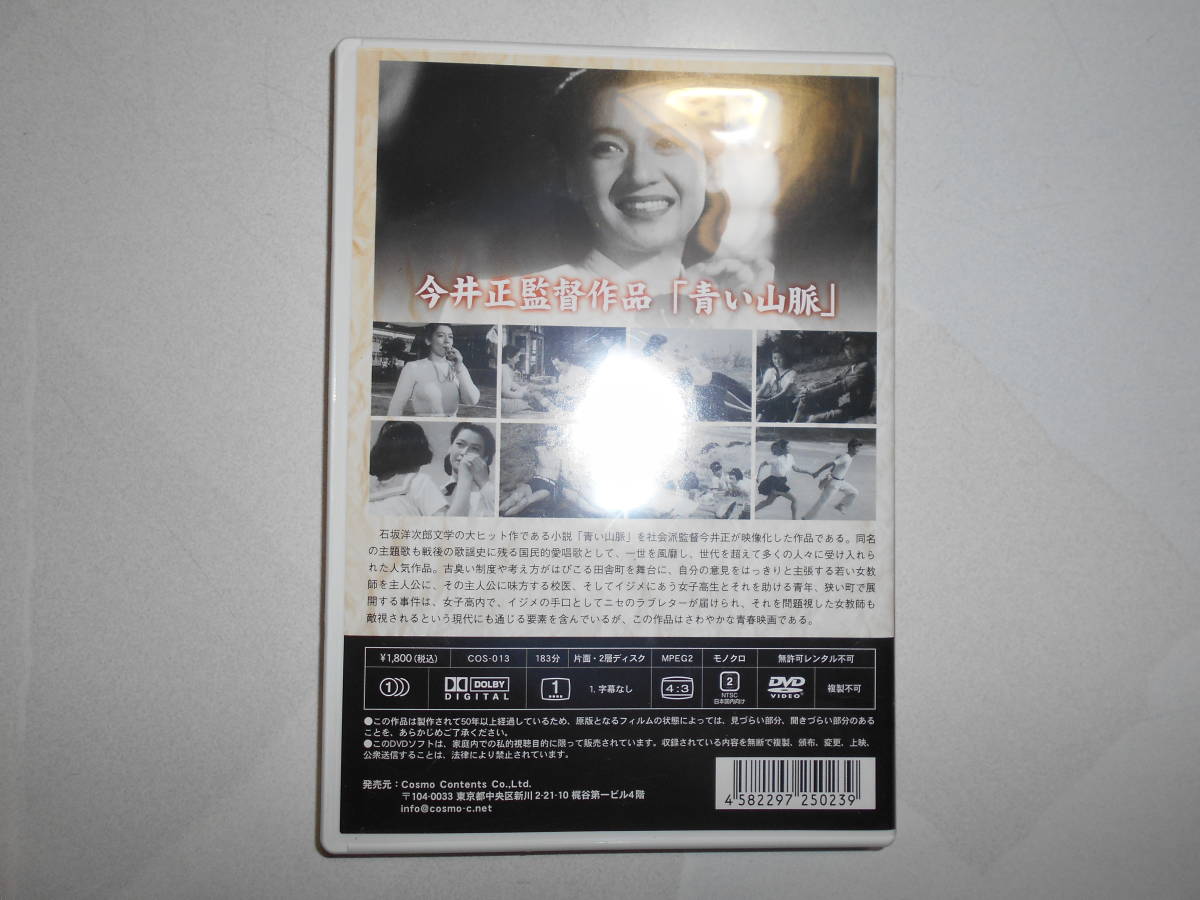 今井正監督作品「青い山脈」
石坂洋次郎文学の大ヒット作である小説「青い山脈」を社会派監督今井正が映像化した作品である。同名
の主題歌も戦後の歌謡史に残る国民的愛唱歌として、一世を風靡し、世代を超えて多くの人々に受け入れら
れた人気作品。古臭い制度や考え方がはびこる田舎町を舞台に、自分の意見をはっきりと主張する若い女教
師を主人公に、その主人公に味方する校医、そしてイジメにあう女子高生とそれを助ける青年、狭い町で展
開する事件は、女子高内で、イジメの手口としてニセのラブレターが届けられ、それを問題視した女教師も
敵視されるという現代にも通じる要素を含んでいるが、この作品はさわやかな青春映画である。
¥1,800(税込) COS-013 183分 片面・2層ディスク MPEG2 モノクロ 無許可レンタル不可
1 DOLBY DIGITAL 1 1. 字幕なし 4:3 2 NTSC 日本国内向け DVD VIDEO 複製不可
●この作品は製作されて50年以上経過しているため、原版となるフィルムの状態によっては、見づらい部分、聞きづらい部分のある
ことを、あらかじめご了承ください。
●このDVDソフトは、家庭内での私的視聴目的に限って販売されています。収録されている内容を無断で複製、頒布、変更、上映、
公衆送信することは、法律により禁止されています。
発売元：Cosmo Contents Co.,Ltd.
〒104-0033 東京都中央区新川2-21-10 梶谷第一ビル4階
info@cosmo-c.net
4 582297 250239